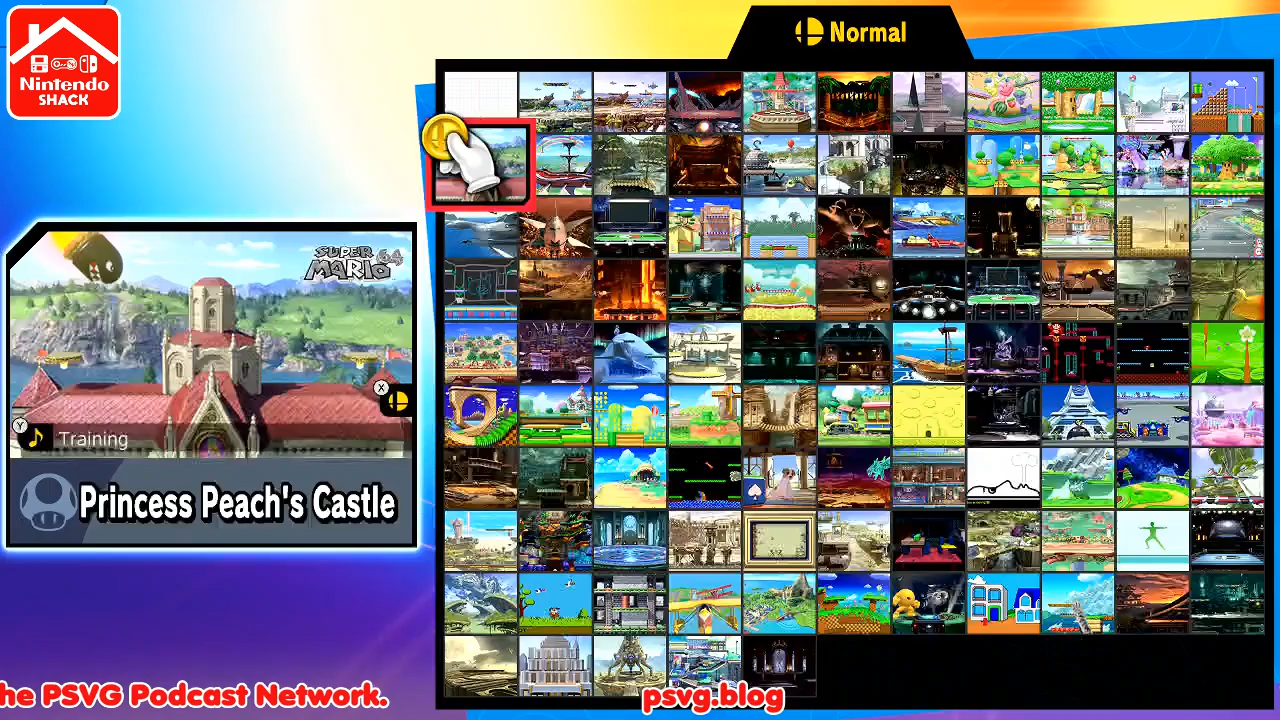 Nintendo
SHACK
Normal
SUPER
MARIO 64
X
Y
Training
Princess Peach's Castle
he PSVG Podcast Network.
psvg.blog